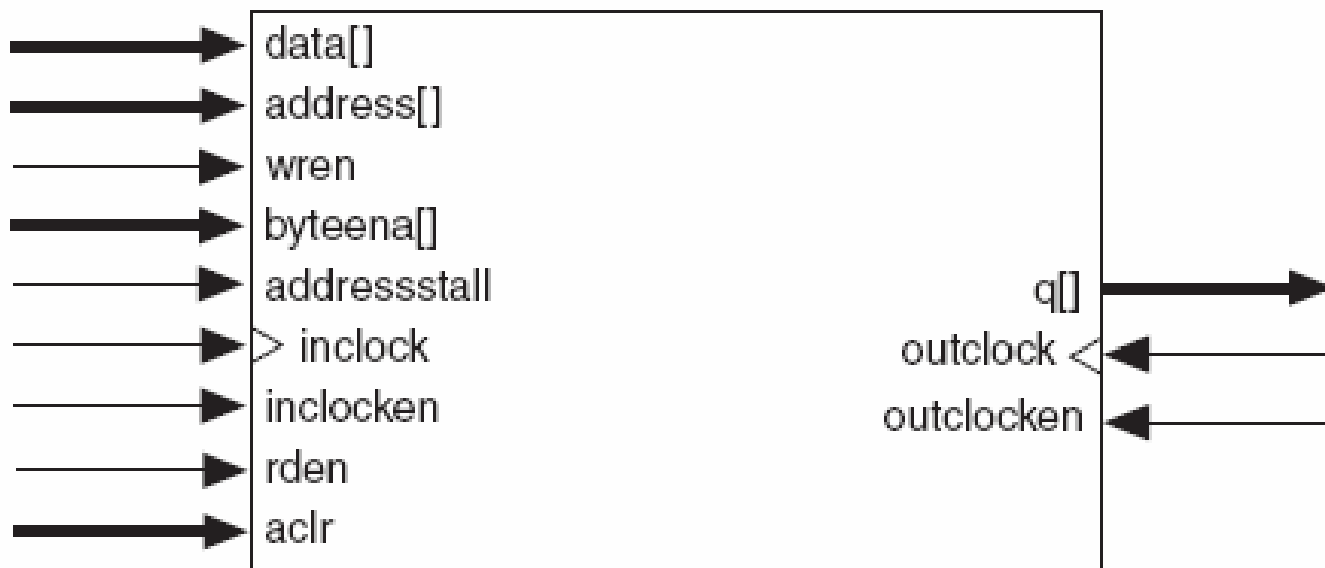 data[]
address[]
wren
byteena[]
addressstall
inclock
inclocken
rden
aclr
q[]
outclock
outclocken